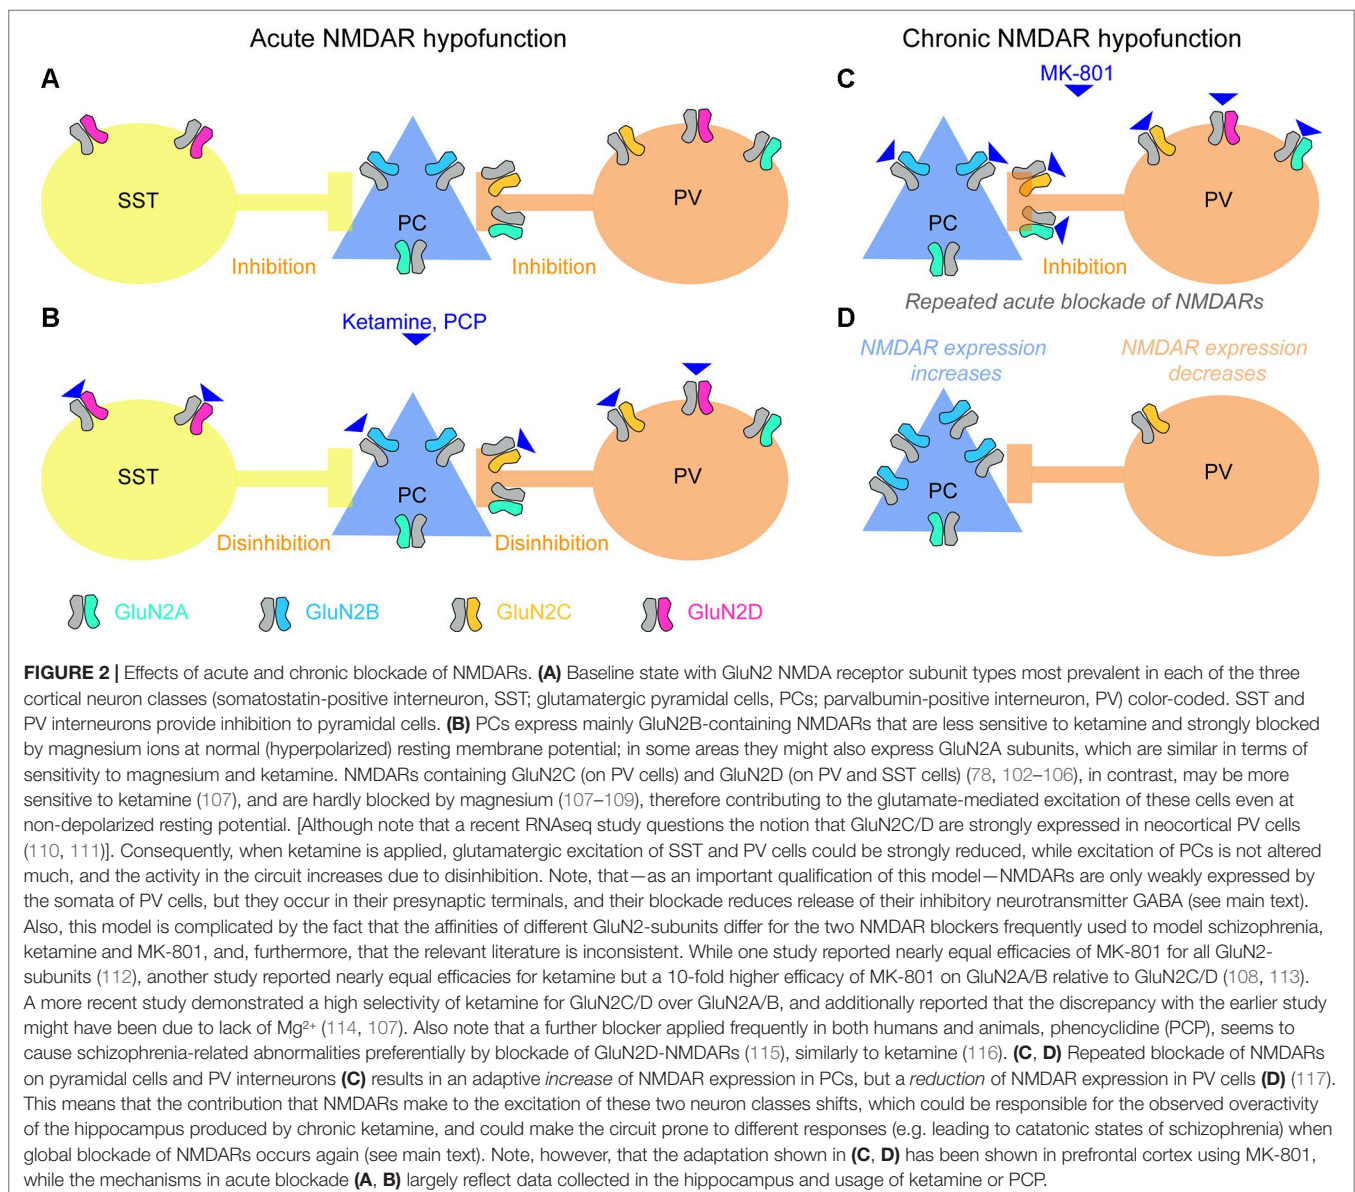 Acute NMDAR hypofunction
Chronic NMDAR hypofunction
A
SST
PC
PV
Inhibition
Inhibition
B
Ketamine, PCP
SST
PC
PV
Disinhibition
Disinhibition
C
MK-801
PC
PV
Inhibition
Repeated acute blockade of NMDARs
D
NMDAR expression
increases
NMDAR expression
decreases
PC
PV
GluN2A
GluN2B
GluN2C
GluN2D
FIGURE 2 | Effects of acute and chronic blockade of NMDARs. (A) Baseline state with GluN2 NMDA receptor subunit types most prevalent in each of the three
cortical neuron classes (somatostatin-positive interneuron, SST; glutamatergic pyramidal cells, PCs; parvalbumin-positive interneuron, PV) color-coded. SST and
PV interneurons provide inhibition to pyramidal cells. (B) PCs express mainly GluN2B-containing NMDARs that are less sensitive to ketamine and strongly blocked
by magnesium ions at normal (hyperpolarized) resting membrane potential; in some areas they might also express GluN2A subunits, which are similar in terms of
sensitivity to magnesium and ketamine. NMDARs containing GluN2C (on PV cells) and GluN2D (on PV and SST cells) (78, 102–106), in contrast, may be more
sensitive to ketamine (107), and are hardly blocked by magnesium (107–109), therefore contributing to the glutamate-mediated excitation of these cells even at
non-depolarized resting potential. [Although note that a recent RNAseq study questions the notion that GluN2C/D are strongly expressed in neocortical PV cells
(110, 111)]. Consequently, when ketamine is applied, glutamatergic excitation of SST and PV cells could be strongly reduced, while excitation of PCs is not altered
much, and the activity in the circuit increases due to disinhibition. Note, that—as an important qualification of this model—NMDARs are only weakly expressed by
the somata of PV cells, but they occur in their presynaptic terminals, and their blockade reduces release of their inhibitory neurotransmitter GABA (see main text).
Also, this model is complicated by the fact that the affinities of different GluN2-subunits differ for the two NMDAR blockers frequently used to model schizophrenia,
ketamine and MK-801, and, furthermore, that the relevant literature is inconsistent. While one study reported nearly equal efficacies of MK-801 for all GluN2-
subunits (112), another study reported nearly equal efficacies for ketamine but a 10-fold higher efficacy of MK-801 on GluN2A/B relative to GluN2C/D (108, 113).
A more recent study demonstrated a high selectivity of ketamine for GluN2C/D over GluN2A/B, and additionally reported that the discrepancy with the earlier study
might have been due to lack of Mg²⁺ (114, 107). Also note that a further blocker applied frequently in both humans and animals, phencyclidine (PCP), seems to
cause schizophrenia-related abnormalities preferentially by blockade of GluN2D-NMDARs (115), similarly to ketamine (116). (C, D) Repeated blockade of NMDARs
on pyramidal cells and PV interneurons (C) results in an adaptive increase of NMDAR expression in PCs, but a reduction of NMDAR expression in PV cells (D) (117).
This means that the contribution that NMDARs make to the excitation of these two neuron classes shifts, which could be responsible for the observed overactivity
of the hippocampus produced by chronic ketamine, and could make the circuit prone to different responses (e.g. leading to catatonic states of schizophrenia) when
global blockade of NMDARs occurs again (see main text). Note, however, that the adaptation shown in (C, D) has been shown in prefrontal cortex using MK-801,
while the mechanisms in acute blockade (A, B) largely reflect data collected in the hippocampus and usage of ketamine or PCP.